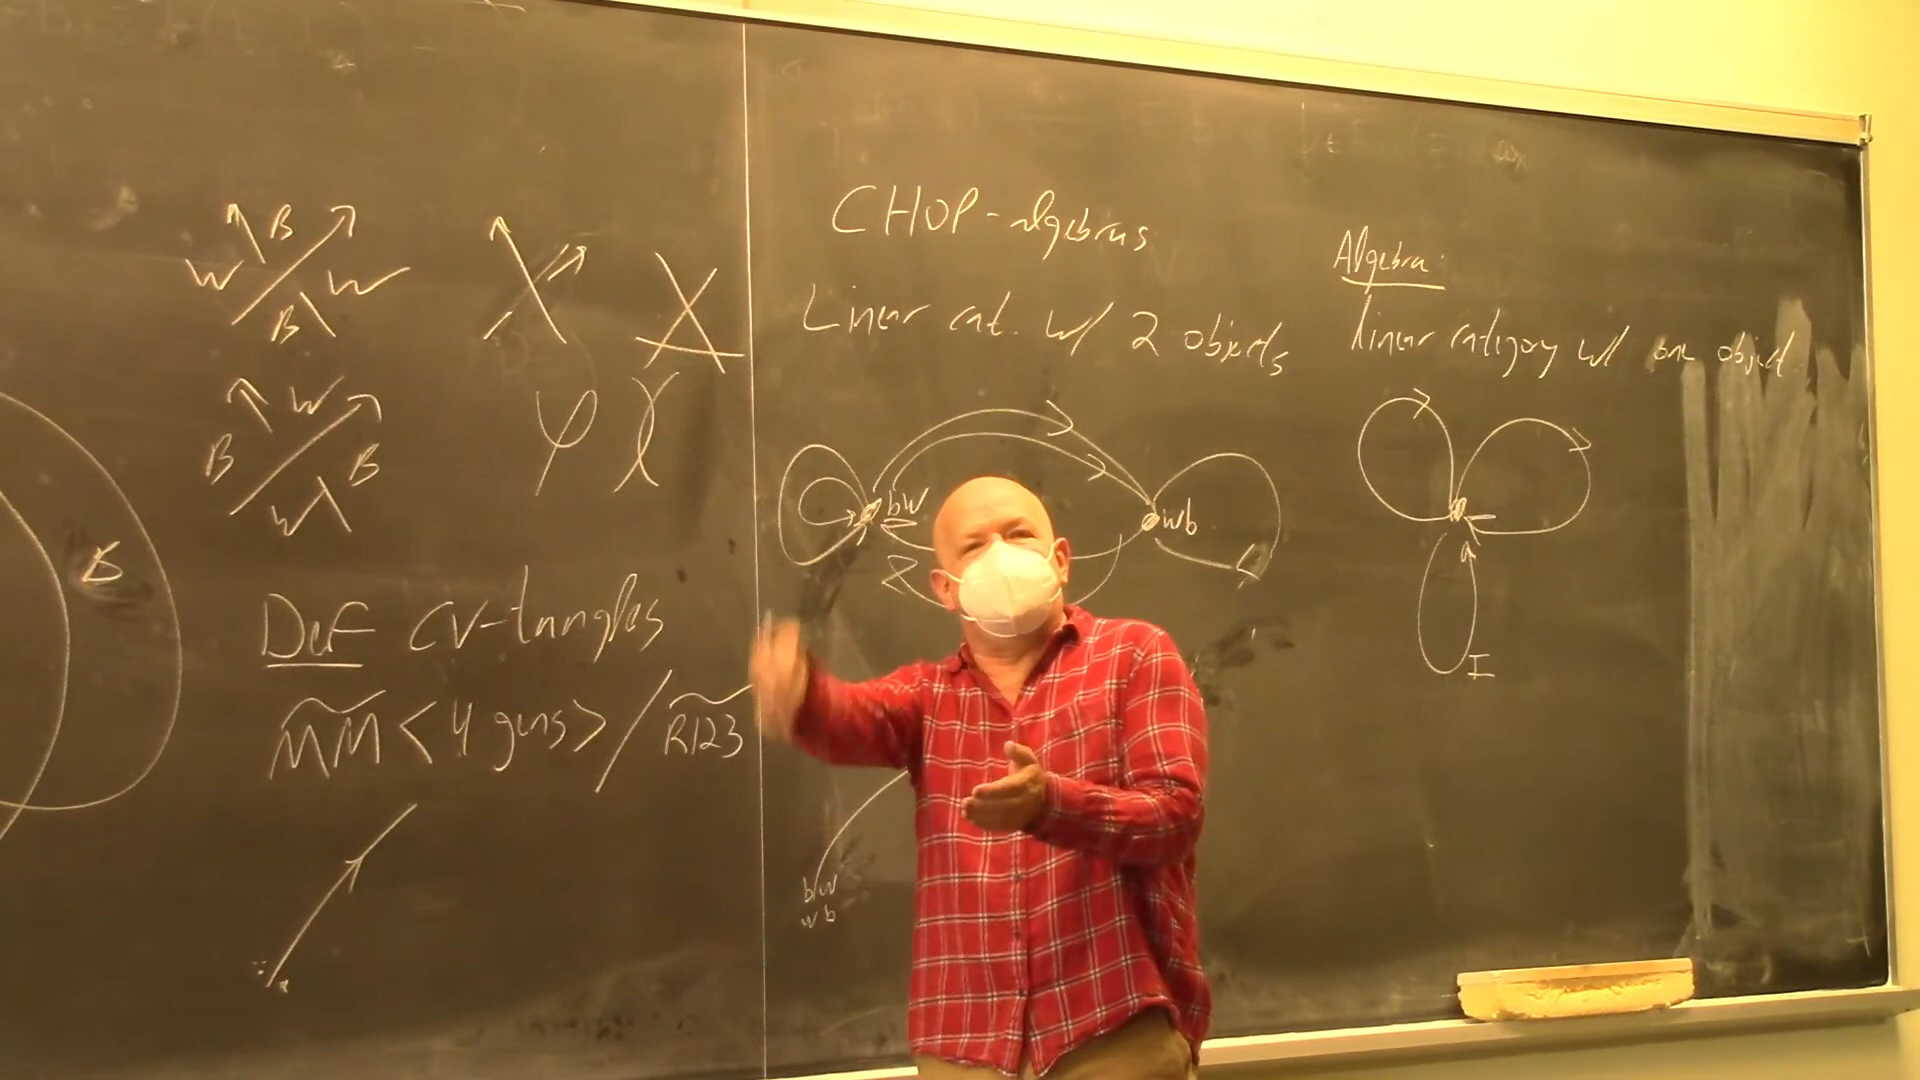 B
W W
B
W
B B
W
φ
B
Def CV-tangles
MM < 4 gens > / R123
CHOP-algebras
Linear cat. w/ 2 objects
bw wb
bw
wb
Algebra:
linear category w/ one object.
I